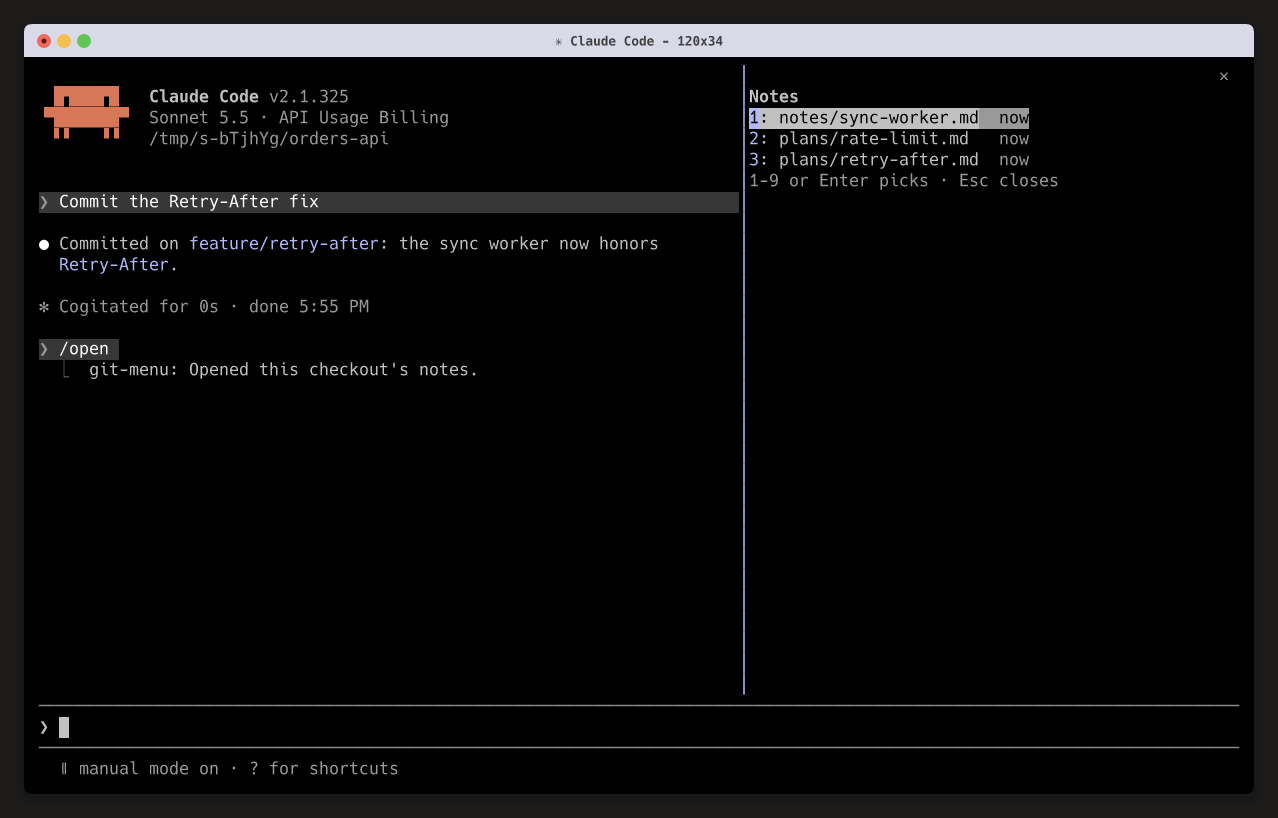 ✳ Claude Code – 120x34
Claude Code v2.1.325
Sonnet 5.5 · API Usage Billing
/tmp/s-bTjhYg/orders-api
❯ Commit the Retry-After fix
● Committed on feature/retry-after: the sync worker now honors
Retry-After.
✻ Cogitated for 0s · done 5:55 PM
❯ /open
⎿ git-menu: Opened this checkout's notes.
×
Notes
1: notes/sync-worker.md now
2: plans/rate-limit.md now
3: plans/retry-after.md now
1-9 or Enter picks · Esc closes
❯
⏸ manual mode on · ? for shortcuts